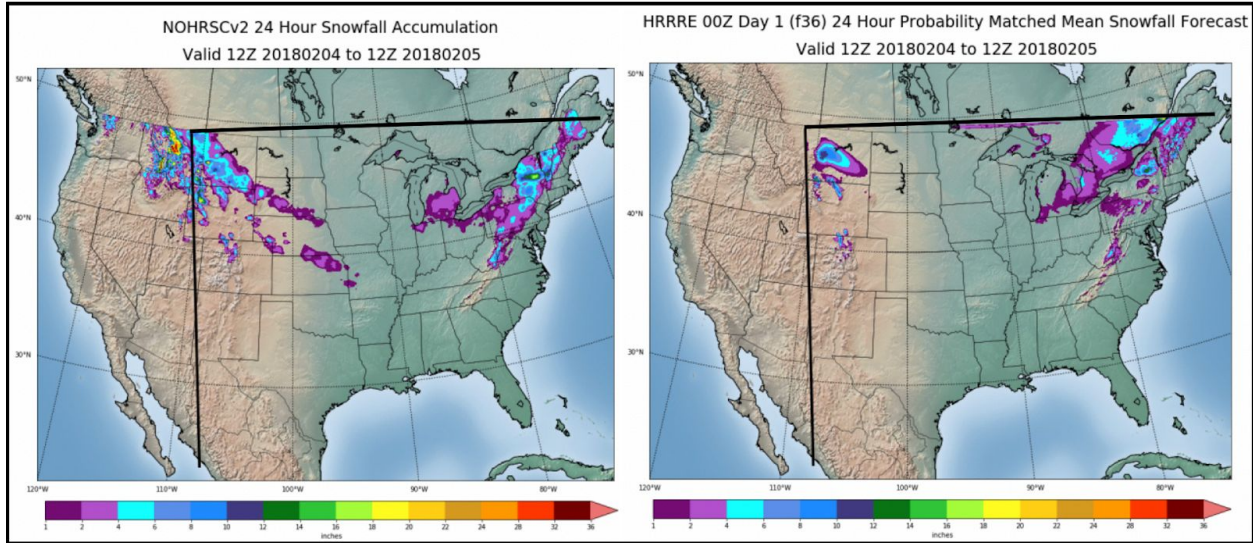 NOHRSCv2 24 Hour Snowfall Accumulation
Valid 12Z 20180204 to 12Z 20180205
50°N
40°N
30°N
120°W 110°W 100°W 90°W 80°W
1 2 4 6 8 10 12 14 16 18 20 22 24 28 32 36
inches
HRRRE 00Z Day 1 (f36) 24 Hour Probability Matched Mean Snowfall Forecast
Valid 12Z 20180204 to 12Z 20180205
50°N
40°N
30°N
120°W 110°W 100°W 90°W 80°W
1 2 4 6 8 10 12 14 16 18 20 22 24 28 32 36
inches